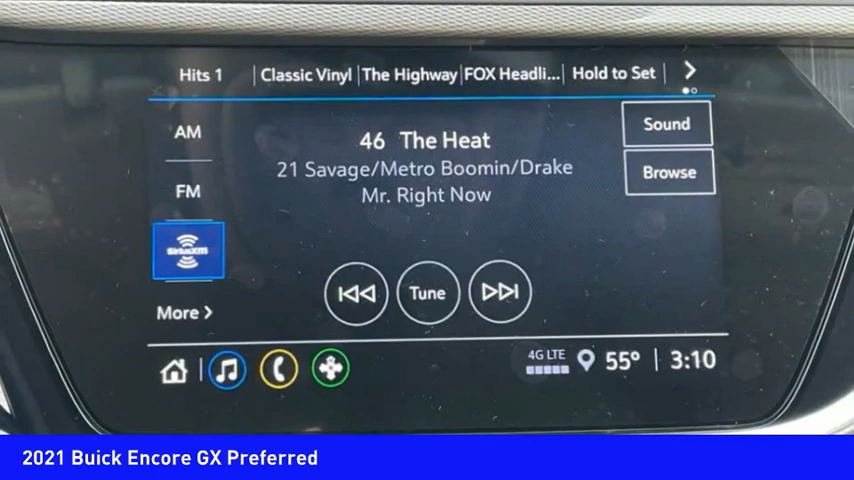 Hits 1 Classic Vinyl The Highway FOX Headli... Hold to Set
AM
FM
SiriusXM
More
46 The Heat
21 Savage/Metro Boomin/Drake
Mr. Right Now
Sound
Browse
Tune
4G LTE 55° 3:10
2021 Buick Encore GX Preferred